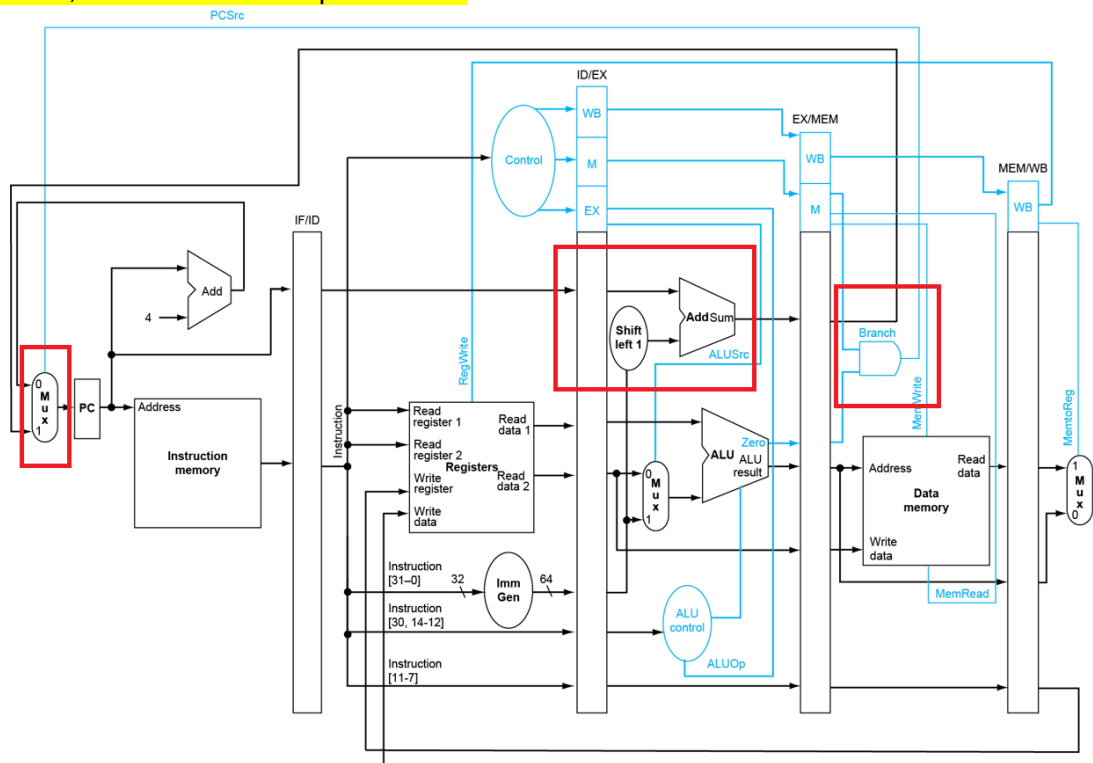 PCSrc
ID/EX
WB
EX/MEM
Control
M
WB
MEM/WB
EX
M
WB
IF/ID
Add
4
Shift
left 1
Add Sum
Branch
ALUSrc
RegWrite
MemWrite
MemtoReg
0
M
u
x
1
PC
Address
Instruction
memory
Instruction
Read
register 1
Read
data 1
Read
register 2
Registers
Write
register
Read
data 2
Write
data
Zero
ALU
ALU
result
0
M
u
x
1
Address
Read
data
Data
memory
Write
data
1
M
u
x
0
Instruction
[31–0]
32
Imm
Gen
64
MemRead
Instruction
[30, 14-12]
ALU
control
ALUOp
Instruction
[11-7]